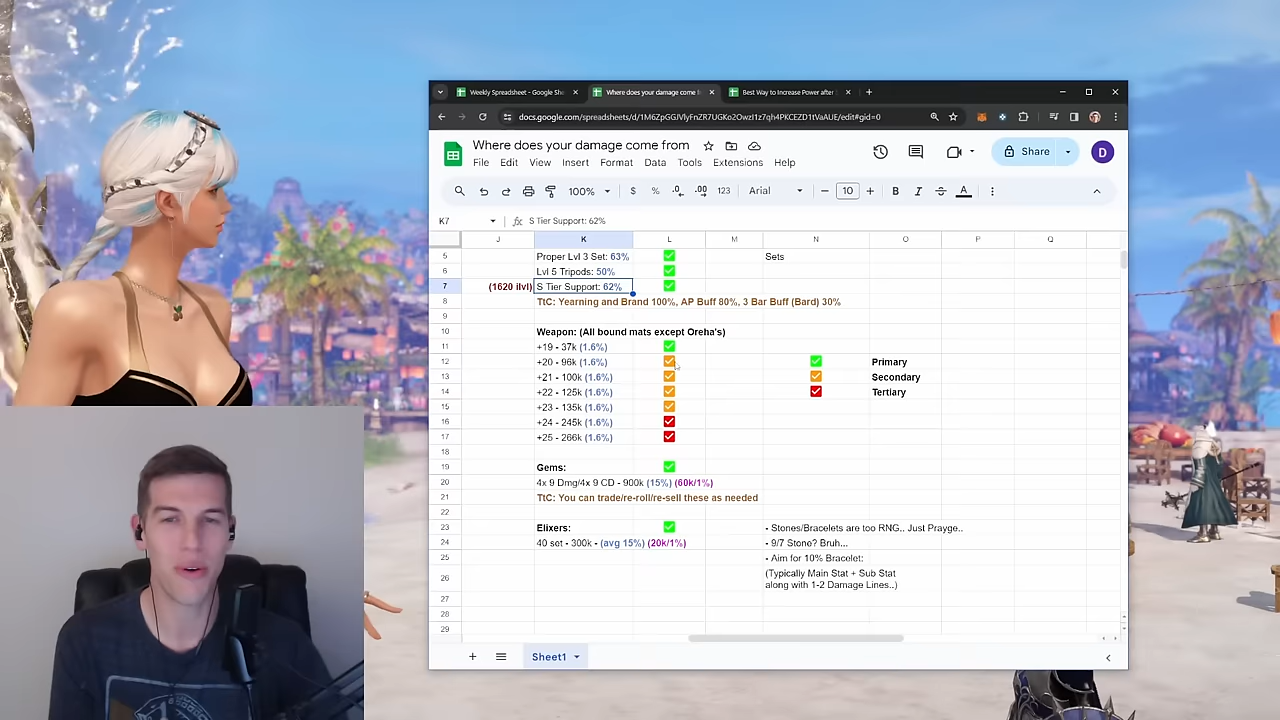 Weekly Spreadsheet - Google She
Where does your damage come f
Best Way to Increase Power after
docs.google.com/spreadsheets/d/1M6ZpGGJVlyFnZR7UGKo2OwzI1z7qh4PKCEZD1tVaAUE/edit#gid=0
Where does your damage come from
File Edit View Insert Format Data Tools Extensions Help
Share
D
100% $ % .0 .00 123 Arial 10 B I A
K7 fx S Tier Support: 62%
J K L M N O P Q
5 Proper Lvl 3 Set: 63% Sets
6 Lvl 5 Tripods: 50%
7 (1620 ilvl) S Tier Support: 62%
8 TtC: Yearning and Brand 100%, AP Buff 80%, 3 Bar Buff (Bard) 30%
9
10 Weapon: (All bound mats except Oreha's)
11 +19 - 37k (1.6%)
12 +20 - 96k (1.6%) Primary
13 +21 - 100k (1.6%) Secondary
14 +22 - 125k (1.6%) Tertiary
15 +23 - 135k (1.6%)
16 +24 - 245k (1.6%)
17 +25 - 266k (1.6%)
18
19 Gems:
20 4x 9 Dmg/4x 9 CD - 900k (15%) (60k/1%)
21 TtC: You can trade/re-roll/re-sell these as needed
22
23 Elixers: - Stones/Bracelets are too RNG.. Just Prayge..
24 40 set - 300k - (avg 15%) (20k/1%) - 9/7 Stone? Bruh...
25 - Aim for 10% Bracelet:
26 (Typically Main Stat + Sub Stat
along with 1-2 Damage Lines..)
27
28
29
Sheet1